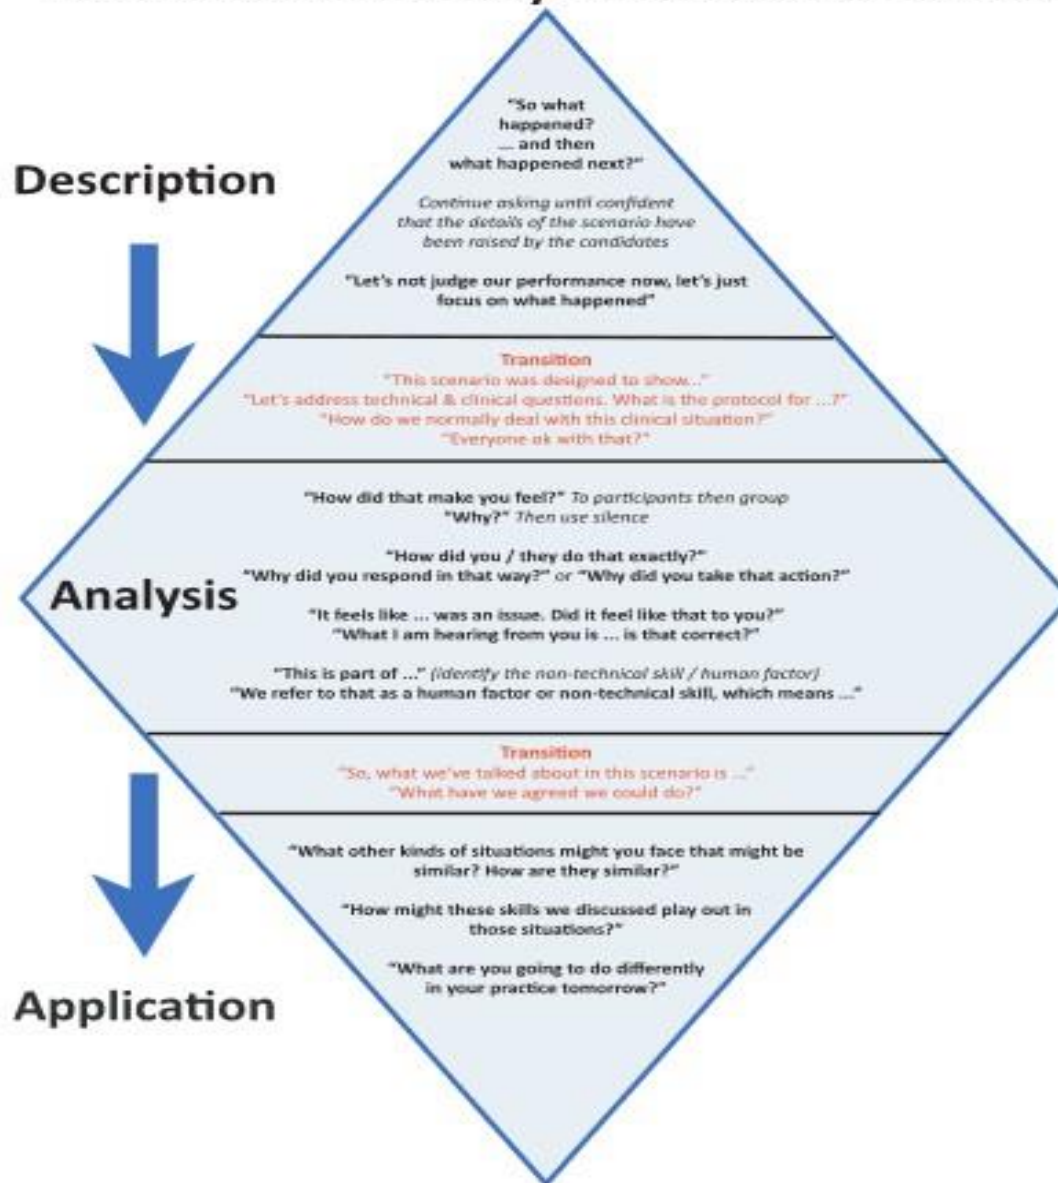 "So what
happened?
... and then
what happened next?"
Description
Continue asking until confident
that the details of the scenario have
been raised by the candidates
"Let's not judge our performance now, let's just
focus on what happened"
Transition
"This scenario was designed to show..."
"Let's address technical & clinical questions. What is the protocol for ...?"
"How do we normally deal with this clinical situation?"
"Everyone ok with that?"
"How did that make you feel?" To participants then group
"Why?" Then use silence
"How did you / they do that exactly?"
"Why did you respond in that way?" or "Why did you take that action?"
Analysis
"It feels like ... was an issue. Did it feel like that to you?"
"What I am hearing from you is ... is that correct?"
"This is part of ..." (identify the non-technical skill / human factor)
"We refer to that as a human factor or non-technical skill, which means ..."
Transition
"So, what we've talked about in this scenario is ..."
"What have we agreed we could do?"
"What other kinds of situations might you face that might be
similar? How are they similar?"
"How might these skills we discussed play out in
those situations?"
"What are you going to do differently
in your practice tomorrow?"
Application